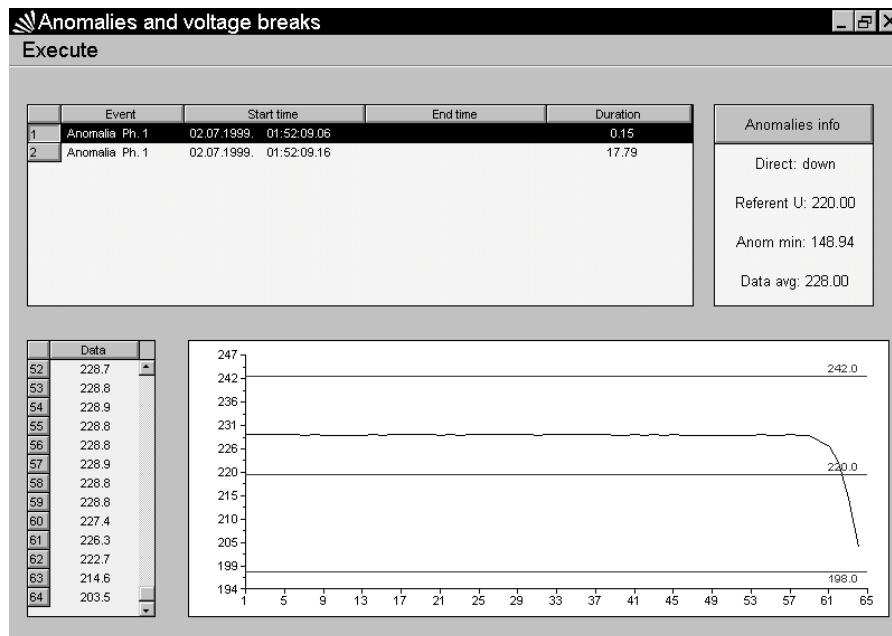 Anomalies and voltage breaks
Execute
Event Start time End time Duration
1 Anomalia Ph. 1 02.07.1999. 01:52:09.06 0.15
2 Anomalia Ph. 1 02.07.1999. 01:52:09.16 17.79
Anomalies info
Direct: down
Referent U: 220.00
Anom min: 148.94
Data avg: 228.00
Data
52 228.7
53 228.8
54 228.9
55 228.8
56 228.8
57 228.9
58 228.8
59 228.8
60 227.4
61 226.3
62 222.7
63 214.6
64 203.5
247
242
236
231
226
220
215
210
205
199
194
242.0
220.0
198.0
1 5 9 13 17 21 25 29 33 37 41 45 49 53 57 61 65